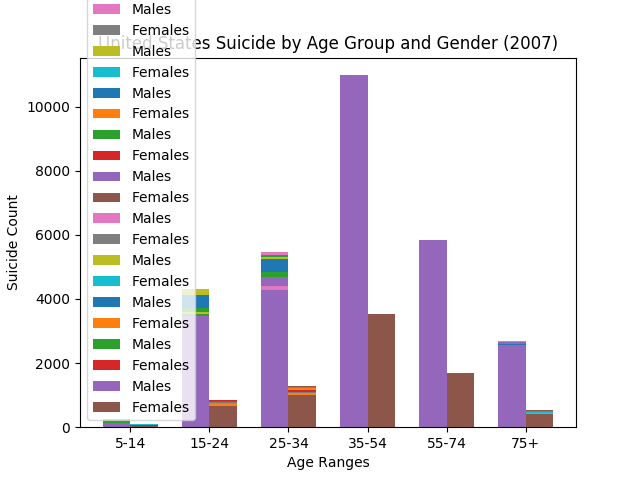 Males
Females
United States Suicide by Age Group and Gender (2007)
Males
Females
Males
Females
Males
Females
Males
Females
Males
Females
Males
Females
Males
Females
Males
Females
Males
Females
10000
8000
6000
4000
2000
0
Suicide Count
5-14
15-24
25-34
35-54
55-74
75+
Age Ranges